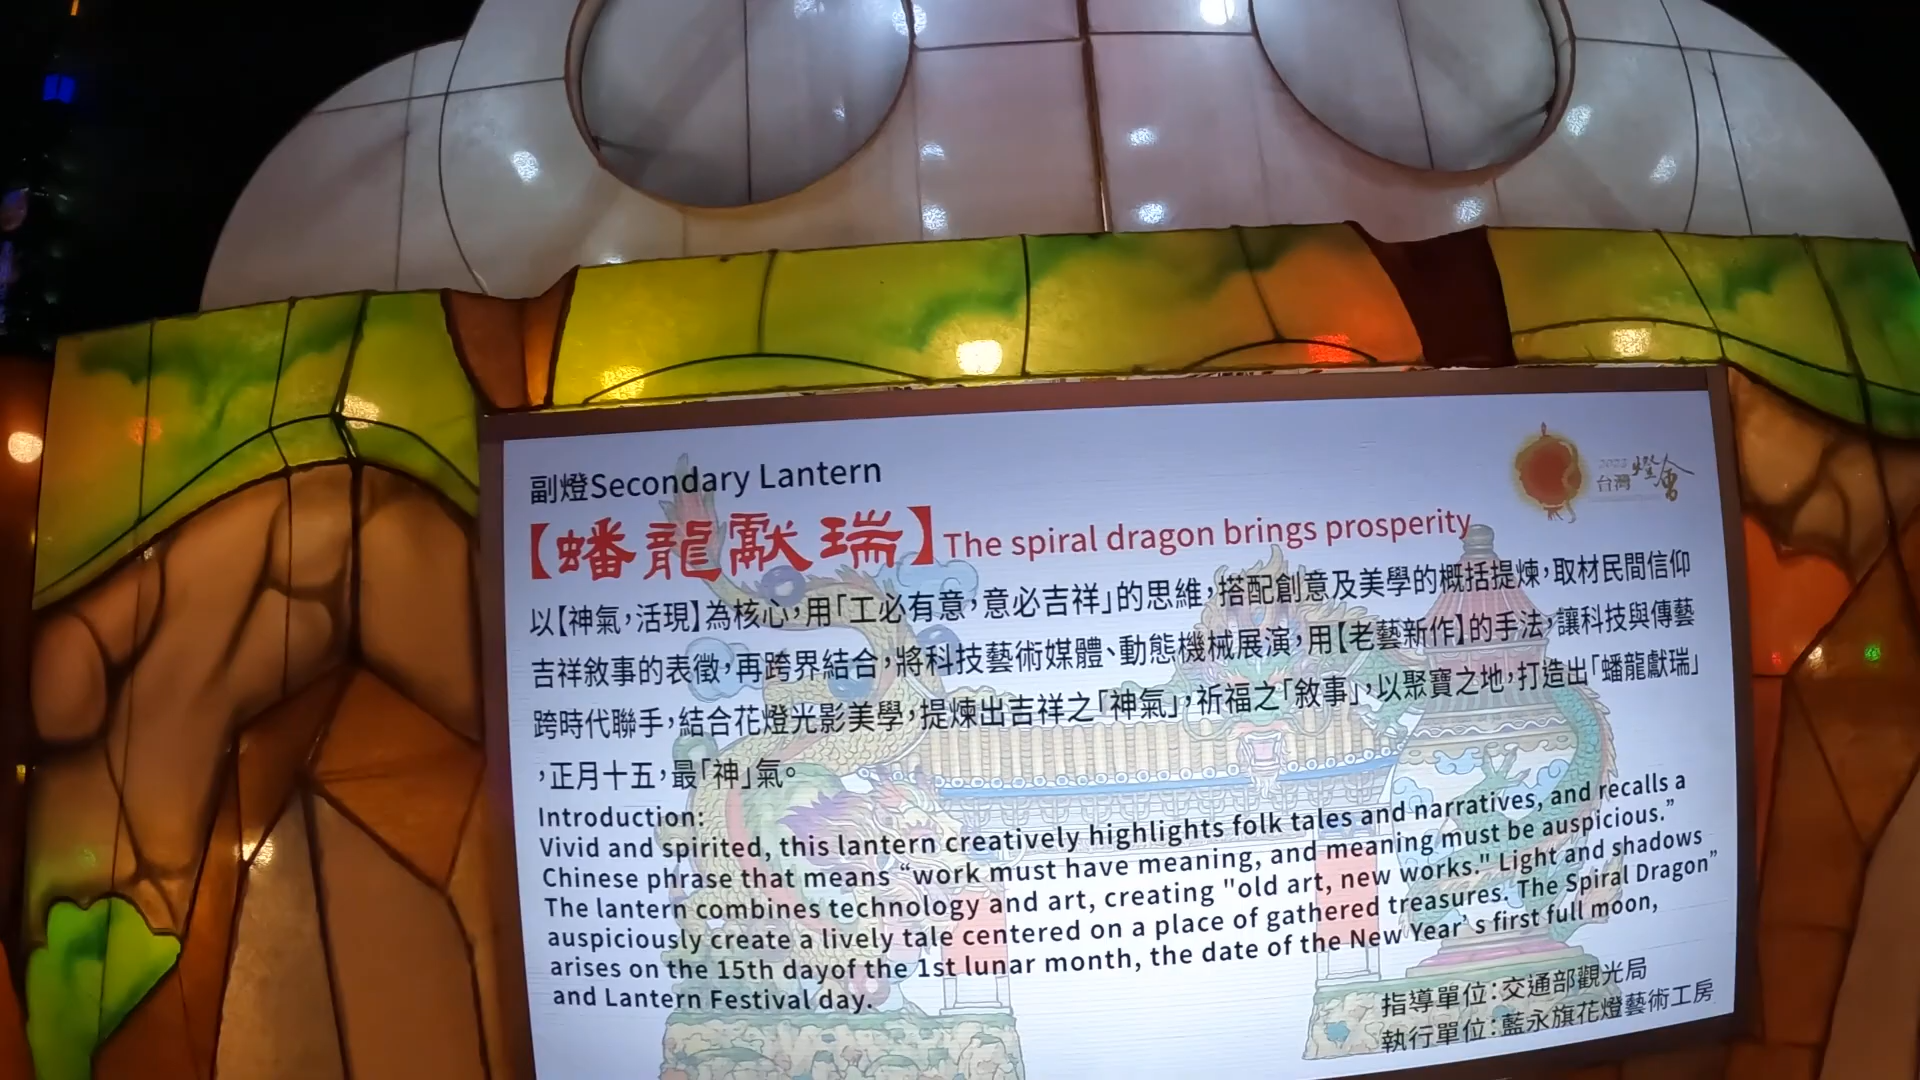 副燈Secondary Lantern
台灣燈會
【蟠龍獻瑞】The spiral dragon brings prosperity
以【神氣,活現】為核心,用「工必有意,意必吉祥」的思維,搭配創意及美學的概括提煉,取材民間信仰
吉祥敘事的表徵,再跨界結合,將科技藝術媒體、動態機械展演,用【老藝新作】的手法,讓科技與傳藝
跨時代聯手,結合花燈光影美學,提煉出吉祥之「神氣」,祈福之「敘事」,以聚寶之地,打造出「蟠龍獻瑞」
,正月十五,最「神」氣。
Introduction:
Vivid and spirited, this lantern creatively highlights folk tales and narratives, and recalls a
Chinese phrase that means “work must have meaning, and meaning must be auspicious.”
The lantern combines technology and art, creating "old art, new works." Light and shadows
auspiciously create a lively tale centered on a place of gathered treasures. The Spiral Dragon”
arises on the 15th dayof the 1st lunar month, the date of the New Year’s first full moon,
and Lantern Festival day.
指導單位:交通部觀光局
執行單位:藍永旗花燈藝術工房